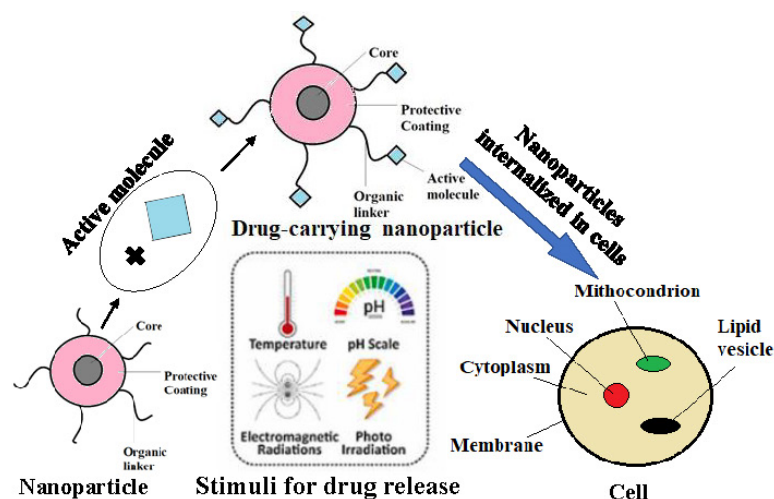 Core
Protective
Coating
Organic
linker
Active
molecule
Drug-carrying nanoparticle
Active molecule
Nanoparticles
internalized in cells
Core
Protective
Coating
Organic
linker
Nanoparticle
Temperature
pH
pH Scale
Electromagnetic
Radiations
Photo
Irradiation
Stimuli for drug release
Mithocondrion
Nucleus
Lipid
vesicle
Cytoplasm
Membrane
Cell